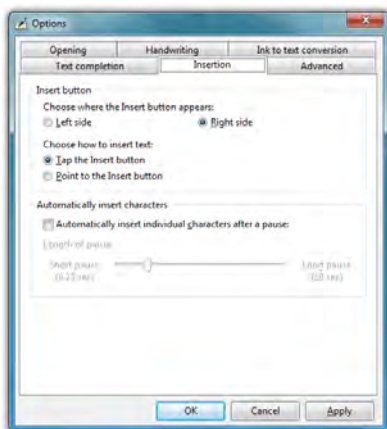 Options
Opening Handwriting Ink to text conversion
Text completion Insertion Advanced
Insert button
Choose where the Insert button appears:
Left side Right side
Choose how to insert text:
Tap the Insert button
Point to the Insert button
Automatically insert characters
Automatically insert individual characters after a pause:
Length of pause
Short pause Long pause
OK Cancel Apply